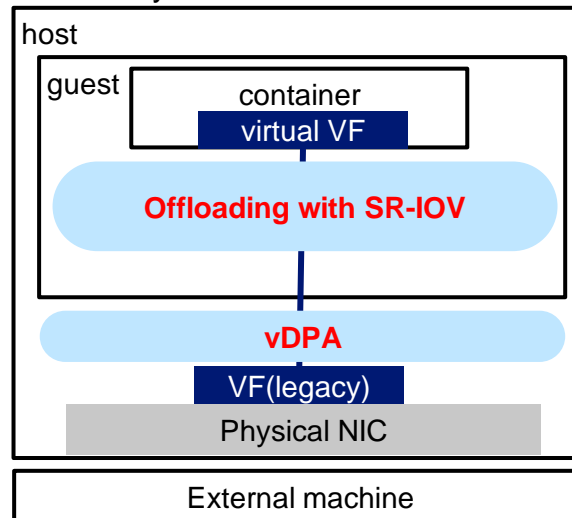 host
guest
container
virtual VF
Offloading with SR-IOV
vDPA
VF(legacy)
Physical NIC
External machine